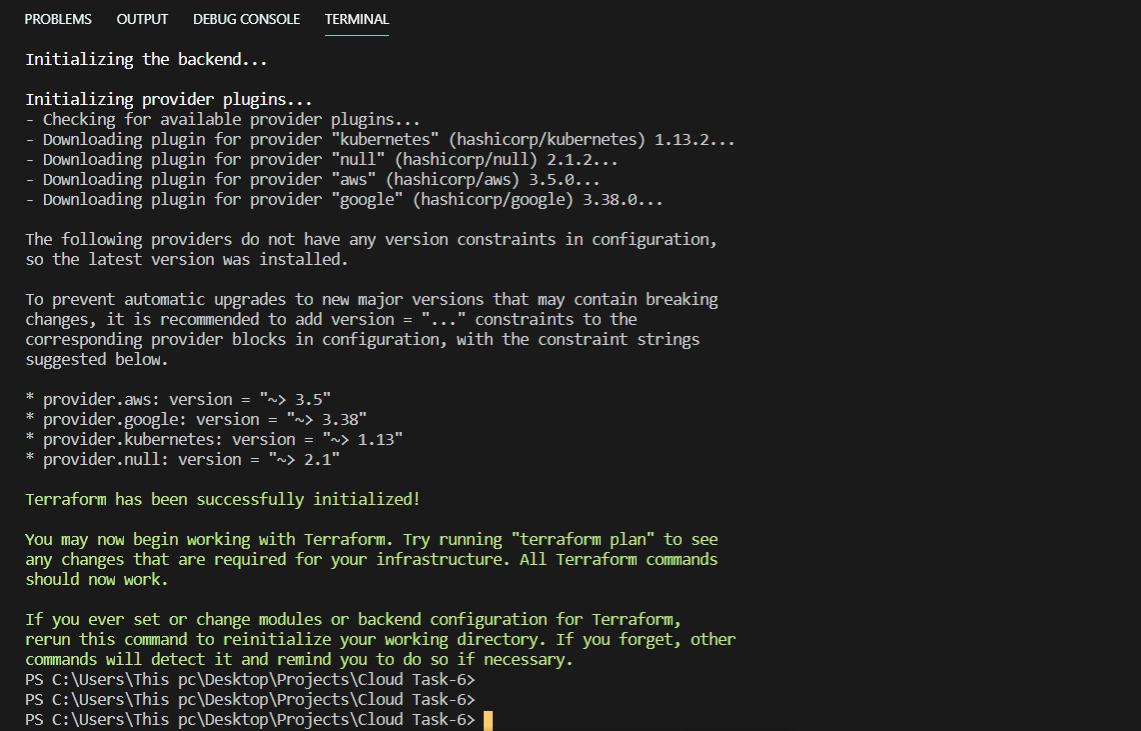 PROBLEMS OUTPUT DEBUG CONSOLE TERMINAL
Initializing the backend...
Initializing provider plugins...
- Checking for available provider plugins...
- Downloading plugin for provider "kubernetes" (hashicorp/kubernetes) 1.13.2...
- Downloading plugin for provider "null" (hashicorp/null) 2.1.2...
- Downloading plugin for provider "aws" (hashicorp/aws) 3.5.0...
- Downloading plugin for provider "google" (hashicorp/google) 3.38.0...
The following providers do not have any version constraints in configuration,
so the latest version was installed.
To prevent automatic upgrades to new major versions that may contain breaking
changes, it is recommended to add version = "..." constraints to the
corresponding provider blocks in configuration, with the constraint strings
suggested below.
* provider.aws: version = "~> 3.5"
* provider.google: version = "~> 3.38"
* provider.kubernetes: version = "~> 1.13"
* provider.null: version = "~> 2.1"
Terraform has been successfully initialized!
You may now begin working with Terraform. Try running "terraform plan" to see
any changes that are required for your infrastructure. All Terraform commands
should now work.
If you ever set or change modules or backend configuration for Terraform,
rerun this command to reinitialize your working directory. If you forget, other
commands will detect it and remind you to do so if necessary.
PS C:\Users\This pc\Desktop\Projects\Cloud Task-6>
PS C:\Users\This pc\Desktop\Projects\Cloud Task-6>
PS C:\Users\This pc\Desktop\Projects\Cloud Task-6>